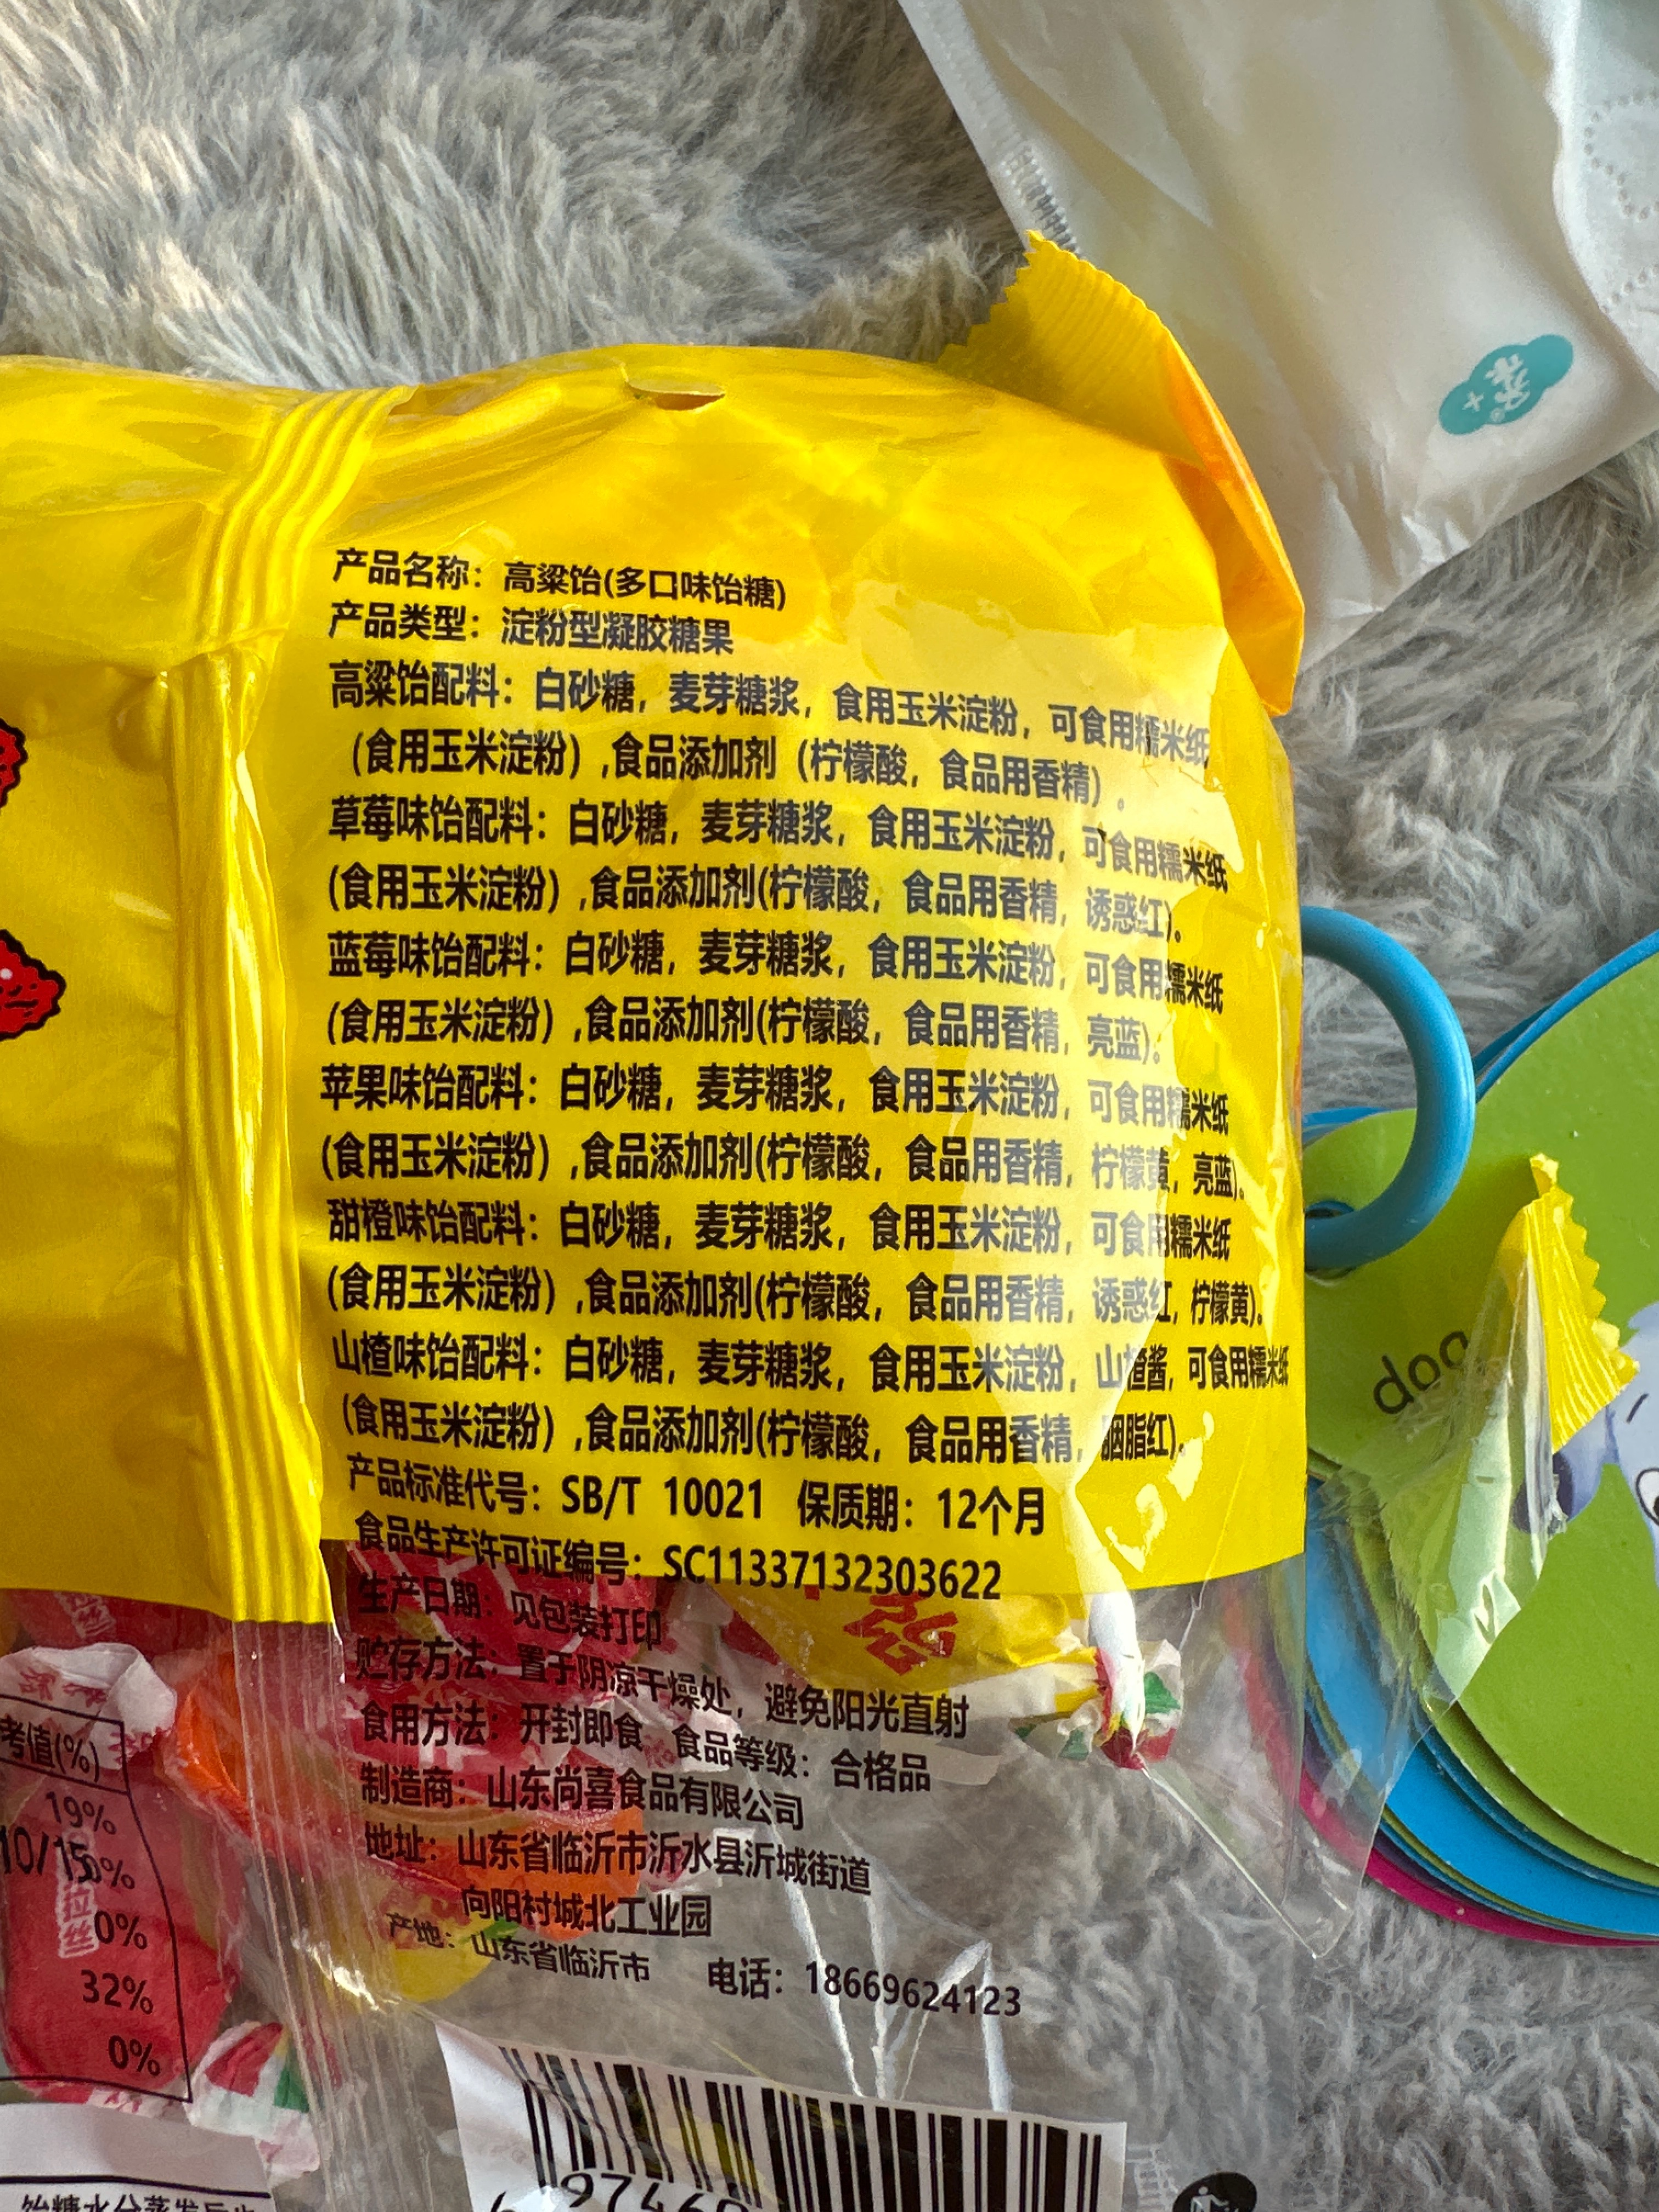 产品名称：高粱饴(多口味饴糖)
产品类型：淀粉型凝胶糖果
高粱饴配料：白砂糖，麦芽糖浆，食用玉米淀粉，可食用糯米纸
（食用玉米淀粉）,食品添加剂（柠檬酸，食品用香精）。
草莓味饴配料：白砂糖，麦芽糖浆，食用玉米淀粉，可食用糯米纸
(食用玉米淀粉）,食品添加剂(柠檬酸，食品用香精，诱惑红)。
蓝莓味饴配料：白砂糖，麦芽糖浆，食用玉米淀粉，可食用糯米纸
(食用玉米淀粉）,食品添加剂(柠檬酸，食品用香精，亮蓝)。
苹果味饴配料：白砂糖，麦芽糖浆，食用玉米淀粉，可食用糯米纸
(食用玉米淀粉）,食品添加剂(柠檬酸，食品用香精，柠檬黄，亮蓝)。
甜橙味饴配料：白砂糖，麦芽糖浆，食用玉米淀粉，可食用糯米纸
(食用玉米淀粉）,食品添加剂(柠檬酸，食品用香精，诱惑红，柠檬黄)。
山楂味饴配料：白砂糖，麦芽糖浆，食用玉米淀粉，山楂酱，可食用糯米纸
(食用玉米淀粉）,食品添加剂(柠檬酸，食品用香精，胭脂红)。
产品标准代号：SB/T 10021 保质期：12个月
食品生产许可证编号：SC11337132303622
生产日期：见包装打印
贮存方法：置于阴凉干燥处，避免阳光直射
食用方法：开封即食 食品等级：合格品
制造商：山东尚喜食品有限公司
地址：山东省临沂市沂水县沂城街道
向阳村城北工业园
产地：山东省临沂市 电话：18669624123
考值(%)
19%
0%
32%
0%
10/15
拉丝
dog